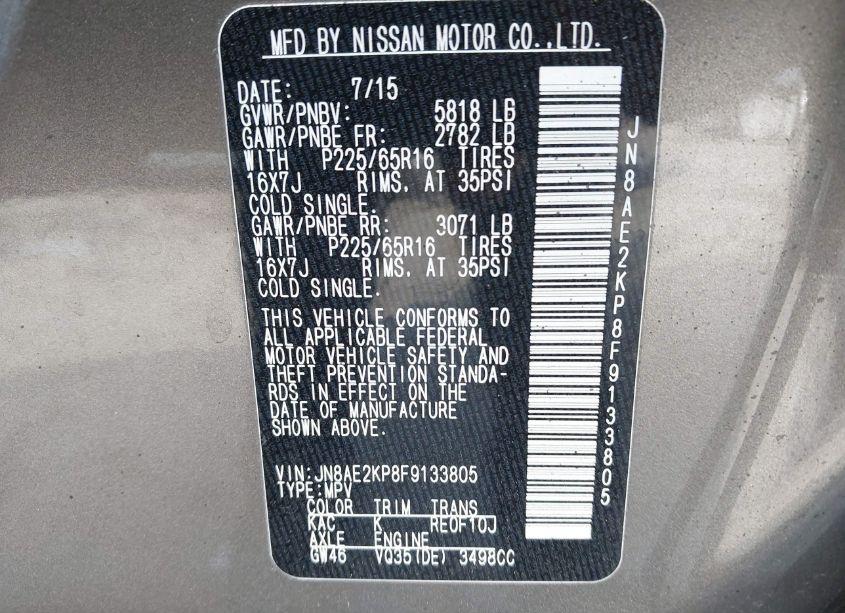 MFD BY NISSAN MOTOR CO.,LTD.
DATE: 7/15
GVWR/PNBV: 5818 LB
GAWR/PNBE FR: 2782 LB
WITH P225/65R16 TIRES
16X7J RIMS. AT 35PSI
COLD SINGLE.
GAWR/PNBE RR: 3071 LB
WITH P225/65R16 TIRES
16X7J RIMS. AT 35PSI
COLD SINGLE.
THIS VEHICLE CONFORMS TO
ALL APPLICABLE FEDERAL
MOTOR VEHICLE SAFETY AND
THEFT PREVENTION STANDA-
RDS IN EFFECT ON THE
DATE OF MANUFACTURE
SHOWN ABOVE.
VIN:JN8AE2KP8F9133805
TYPE:MPV
COLOR TRIM TRANS
KAC K RE0F10J
AXLE ENGINE
GW46 VQ35(DE) 3498CC
JN8AE2KP8F9133805